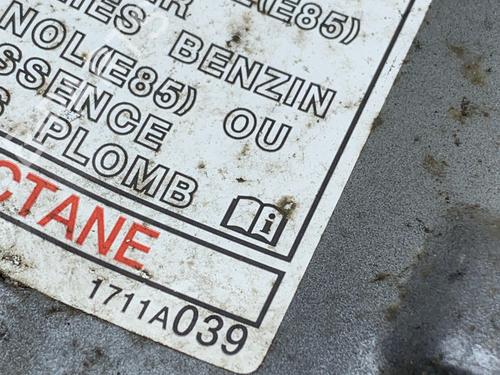 (E85)
BENZIN
NOL(E85) OU
SSENCE
PLOMB
CTANE
1711A039